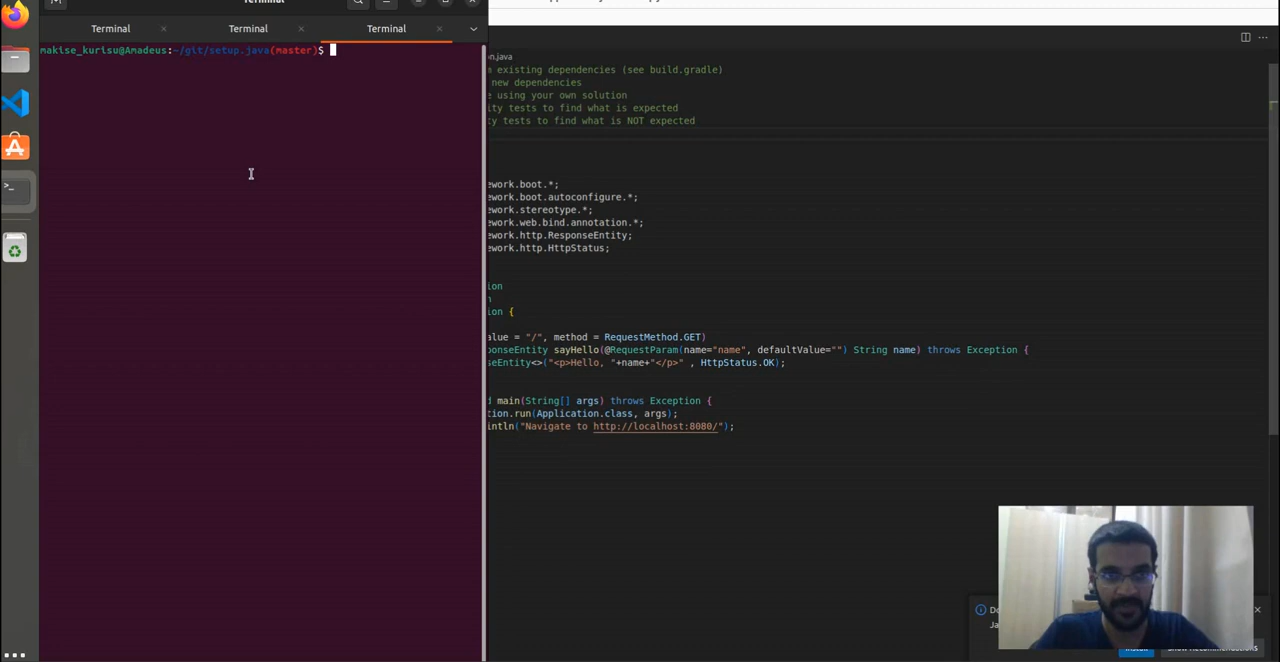 Terminal
Terminal
Terminal
Terminal
makise_kurisu@Amadeus:~/git/setup.java(master)$
n.java
existing dependencies (see build.gradle)
new dependencies
using your own solution
ity tests to find what is expected
y tests to find what is NOT expected
ework.boot.*;
ework.boot.autoconfigure.*;
ework.stereotype.*;
ework.web.bind.annotation.*;
ework.http.ResponseEntity;
ework.http.HttpStatus;
ion
n
ion {
alue = "/", method = RequestMethod.GET)
ponseEntity sayHello(@RequestParam(name="name", defaultValue="") String name) throws Exception {
seEntity<>("<p>Hello, "+name+"</p>" , HttpStatus.OK);
d main(String[] args) throws Exception {
tion.run(Application.class, args);
intln("Navigate to http://localhost:8080/");
Do
Ja